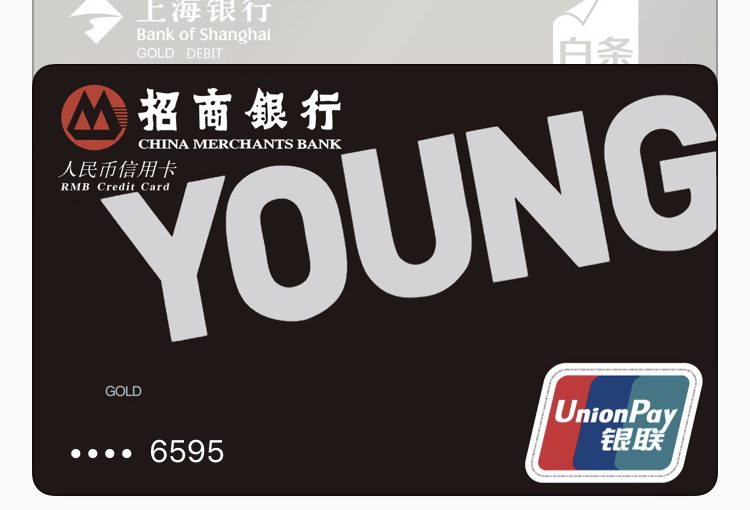 上海银行
Bank of Shanghai
GOLD DEBIT
白条
招商銀行
CHINA MERCHANTS BANK
人民币信用卡
RMB Credit Card
YOUNG
GOLD
•••• 6595
UnionPay
银联